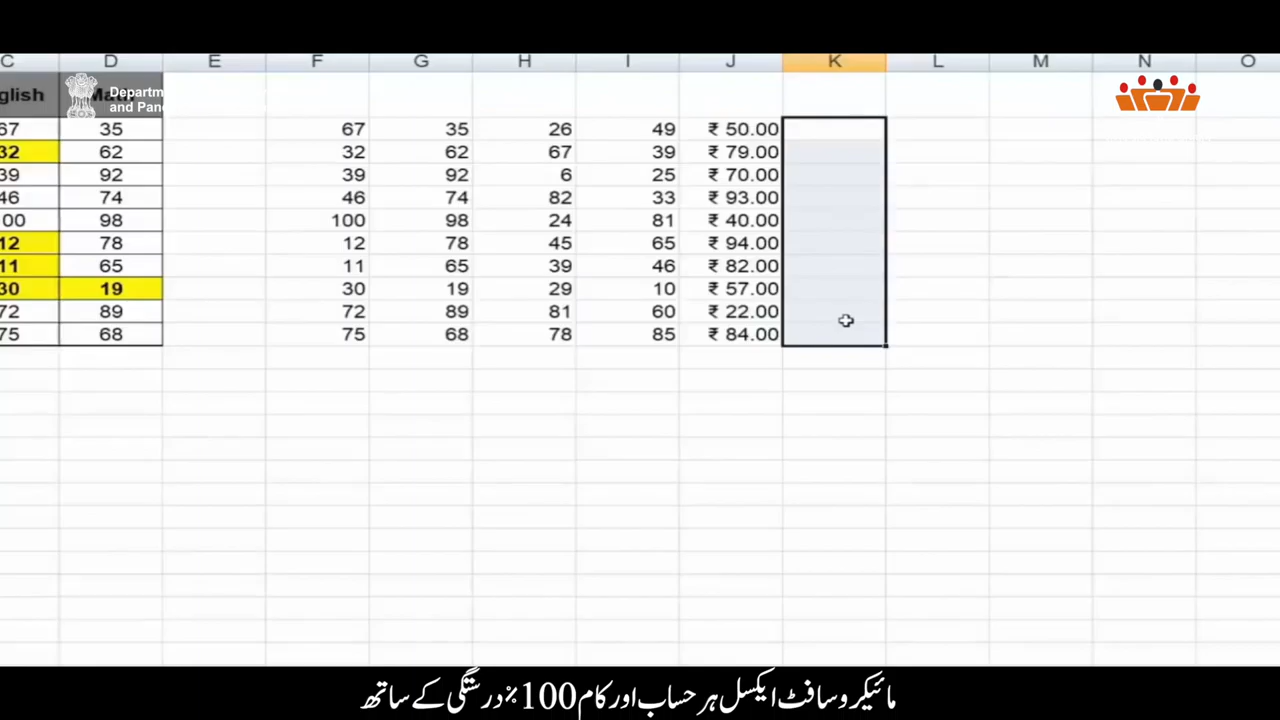 C D E F G H I J K L M N O
glish Math
Department
and Panc
67 35 67 35 26 49 ₹ 50.00
32 62 32 62 67 39 ₹ 79.00
39 92 39 92 6 25 ₹ 70.00
46 74 46 74 82 33 ₹ 93.00
00 98 100 98 24 81 ₹ 40.00
12 78 12 78 45 65 ₹ 94.00
11 65 11 65 39 46 ₹ 82.00
30 19 30 19 29 10 ₹ 57.00
72 89 72 89 81 60 ₹ 22.00
75 68 75 68 78 85 ₹ 84.00
مائیکروسافٹ ایکسل ہر حساب اور کام 100٪ درستگی کے ساتھ